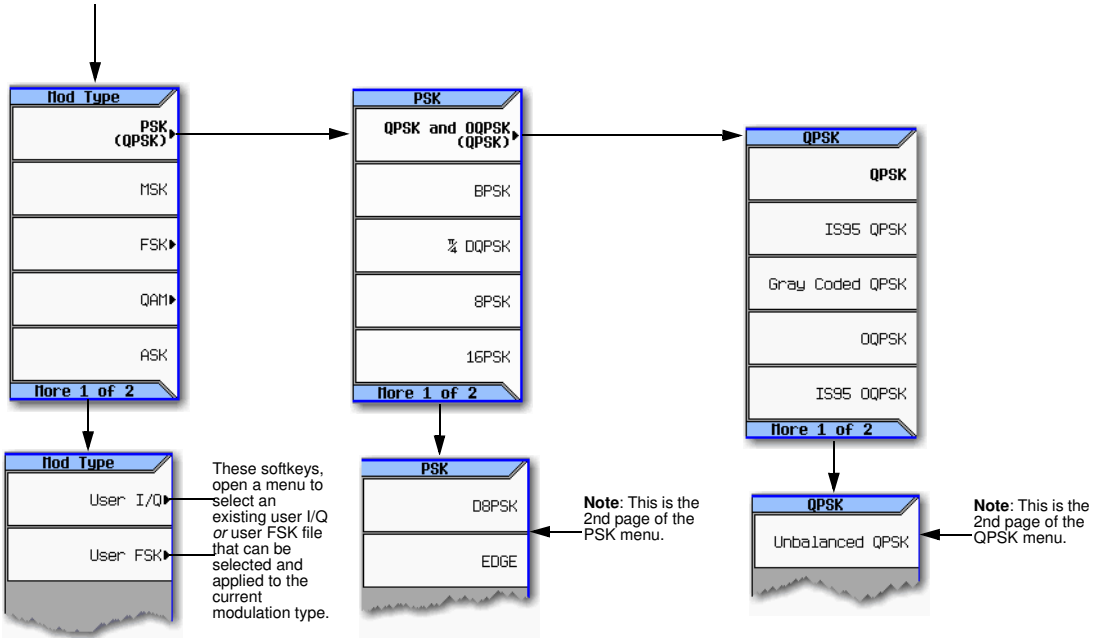 Mod Type
PSK
(QPSK)
MSK
FSK
QAM
ASK
More 1 of 2
Mod Type
User I/Q
User FSK
These softkeys,
open a menu to
select an
existing user I/Q
or user FSK file
that can be
selected and
applied to the
current
modulation type.
PSK
QPSK and OQPSK
(QPSK)
BPSK
π/4 DQPSK
8PSK
16PSK
More 1 of 2
PSK
D8PSK
EDGE
Note: This is the
2nd page of the
PSK menu.
QPSK
QPSK
IS95 QPSK
Gray Coded QPSK
OQPSK
IS95 OQPSK
More 1 of 2
QPSK
Unbalanced QPSK
Note: This is the
2nd page of the
QPSK menu.